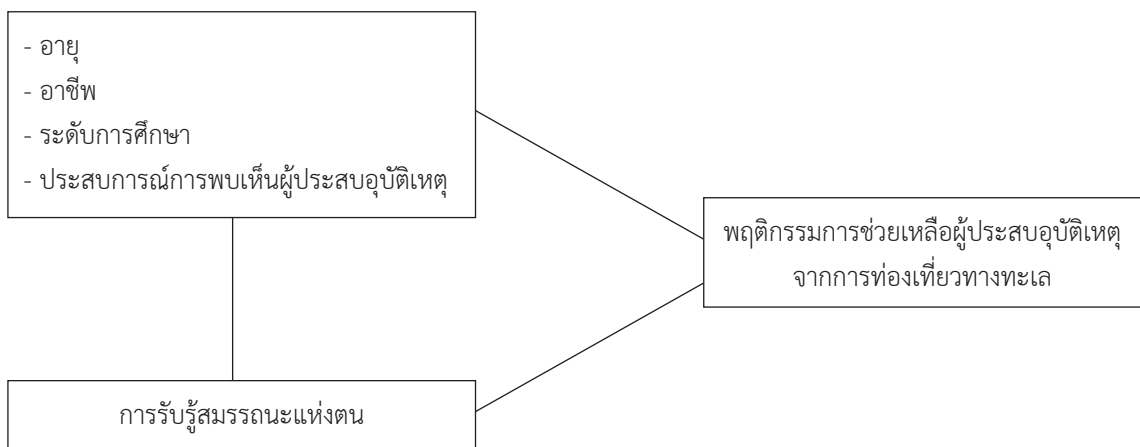 - อายุ
- อาชีพ
- ระดับการศึกษา
- ประสบการณ์การพบเห็นผู้ประสบอุบัติเหตุ
พฤติกรรมการช่วยเหลือผู้ประสบอุบัติเหตุ
จากการท่องเที่ยวทางทะเล
การรับรู้สมรรถนะแห่งตน